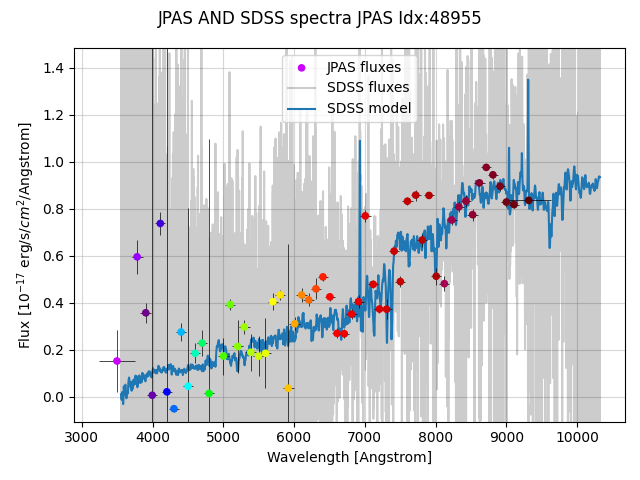 JPAS AND SDSS spectra JPAS Idx:48955
JPAS fluxes
SDSS fluxes
SDSS model
1.4
1.2
1.0
0.8
0.6
0.4
0.2
0.0
Flux [10⁻¹⁷ erg/s/cm²/Angstrom]
3000 4000 5000 6000 7000 8000 9000 10000
Wavelength [Angstrom]